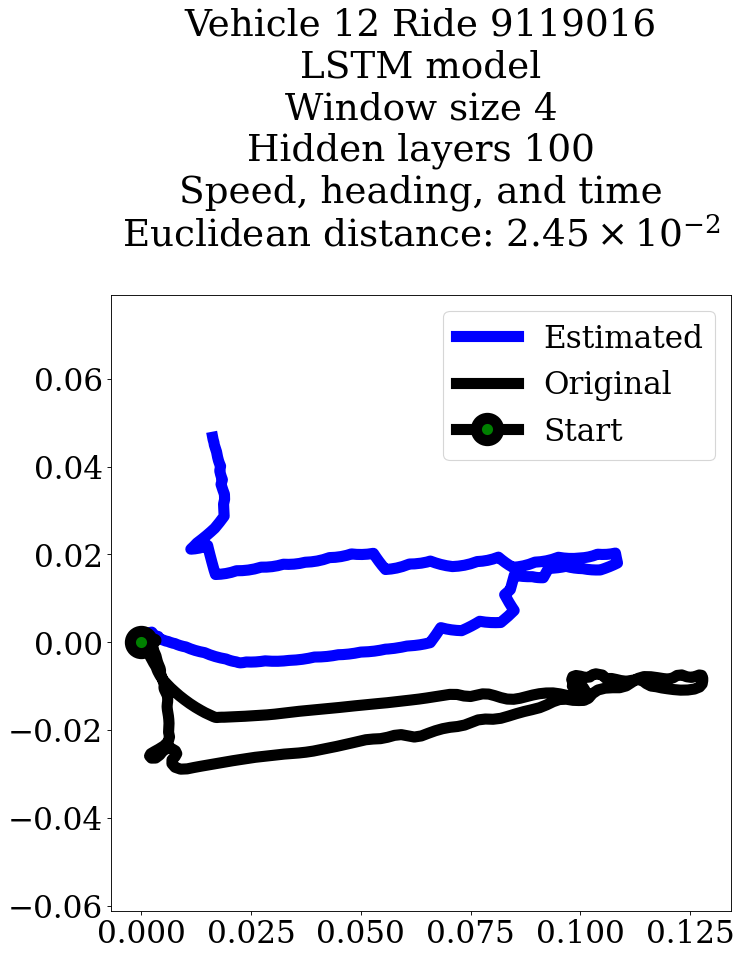 Vehicle 12 Ride 9119016
LSTM model
Window size 4
Hidden layers 100
Speed, heading, and time
Euclidean distance: 2.45 × 10⁻²
Estimated
Original
Start
0.06
0.04
0.02
0.00
−0.02
−0.04
−0.06
0.000 0.025 0.050 0.075 0.100 0.125